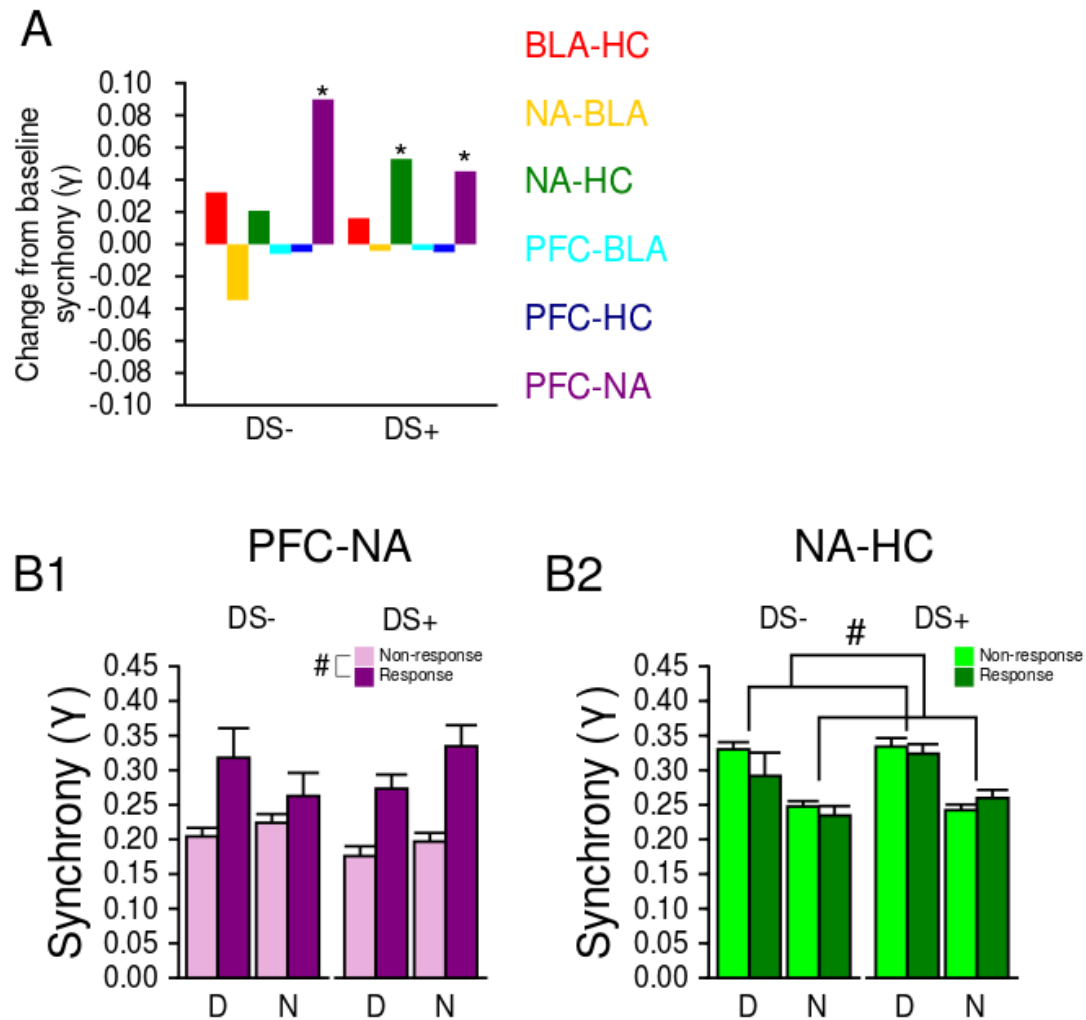 A
BLA-HC
NA-BLA
NA-HC
PFC-BLA
PFC-HC
PFC-NA
Change from baseline
sycnhony (γ)
0.10
0.08
0.06
0.04
0.02
0.00
-0.02
-0.04
-0.06
-0.08
-0.10
*
*
*
DS-
DS+
B1
PFC-NA
DS-
DS+
#
Non-response
Response
Synchrony (γ)
0.45
0.40
0.35
0.30
0.25
0.20
0.15
0.10
0.05
0.00
D
N
D
N
B2
NA-HC
DS-
DS+
#
Non-response
Response
Synchrony (γ)
0.45
0.40
0.35
0.30
0.25
0.20
0.15
0.10
0.05
0.00
D
N
D
N